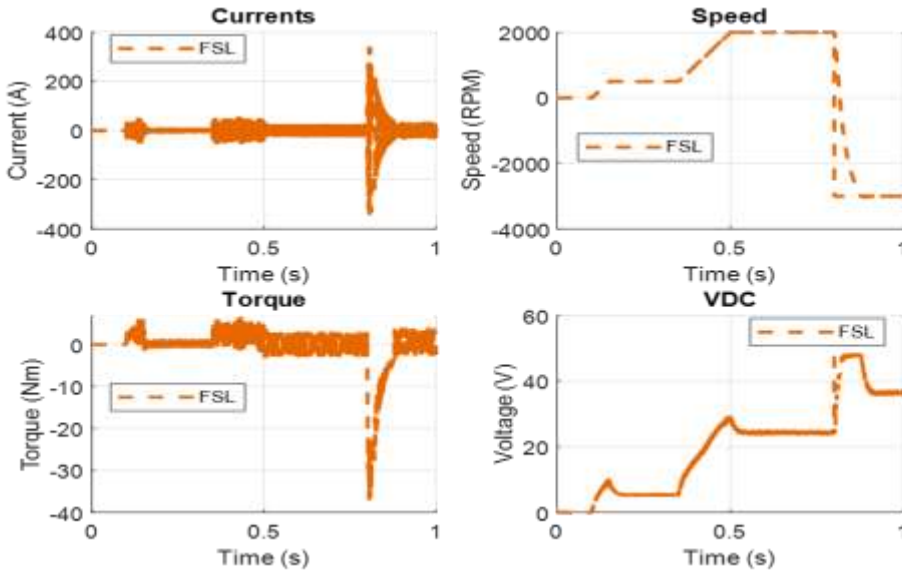 Currents
Current (A)
400
200
0
-200
-400
FSL
0
0.5
1
Time (s)
Speed
Speed (RPM)
2000
0
-2000
-4000
FSL
0
0.5
1
Time (s)
Torque
Torque (Nm)
0
-10
-20
-30
-40
FSL
0
0.5
1
Time (s)
VDC
Voltage (V)
60
40
20
0
FSL
0
0.5
1
Time (s)